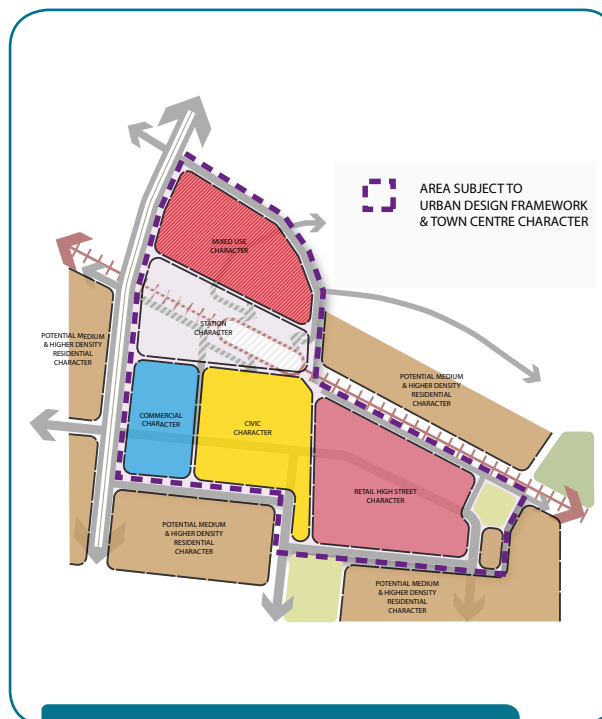 AREA SUBJECT TO
URBAN DESIGN FRAMEWORK
& TOWN CENTRE CHARACTER
MIXED USE
CHARACTER
STATION
CHARACTER
POTENTIAL MEDIUM
& HIGHER DENSITY
RESIDENTIAL
CHARACTER
POTENTIAL MEDIUM
& HIGHER DENSITY
RESIDENTIAL
CHARACTER
COMMERCIAL
CHARACTER
CIVIC
CHARACTER
RETAIL HIGH STREET
CHARACTER
POTENTIAL MEDIUM
& HIGHER DENSITY
RESIDENTIAL
CHARACTER
POTENTIAL MEDIUM
& HIGHER DENSITY
RESIDENTIAL
CHARACTER